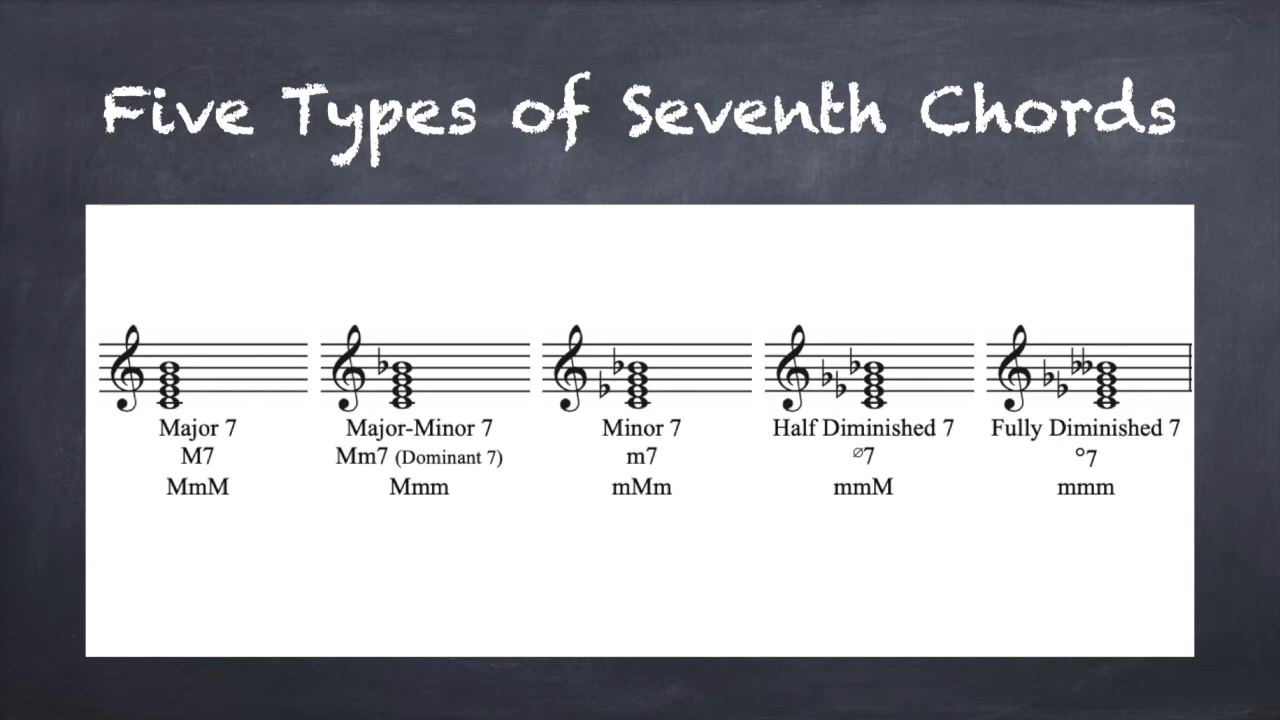 Five Types of Seventh Chords
Major 7 Major-Minor 7 Minor 7 Half Diminished 7 Fully Diminished 7
M7 Mm7 (Dominant 7) m7 ⌀7 °7
MmM Mmm mMm mmM mmm